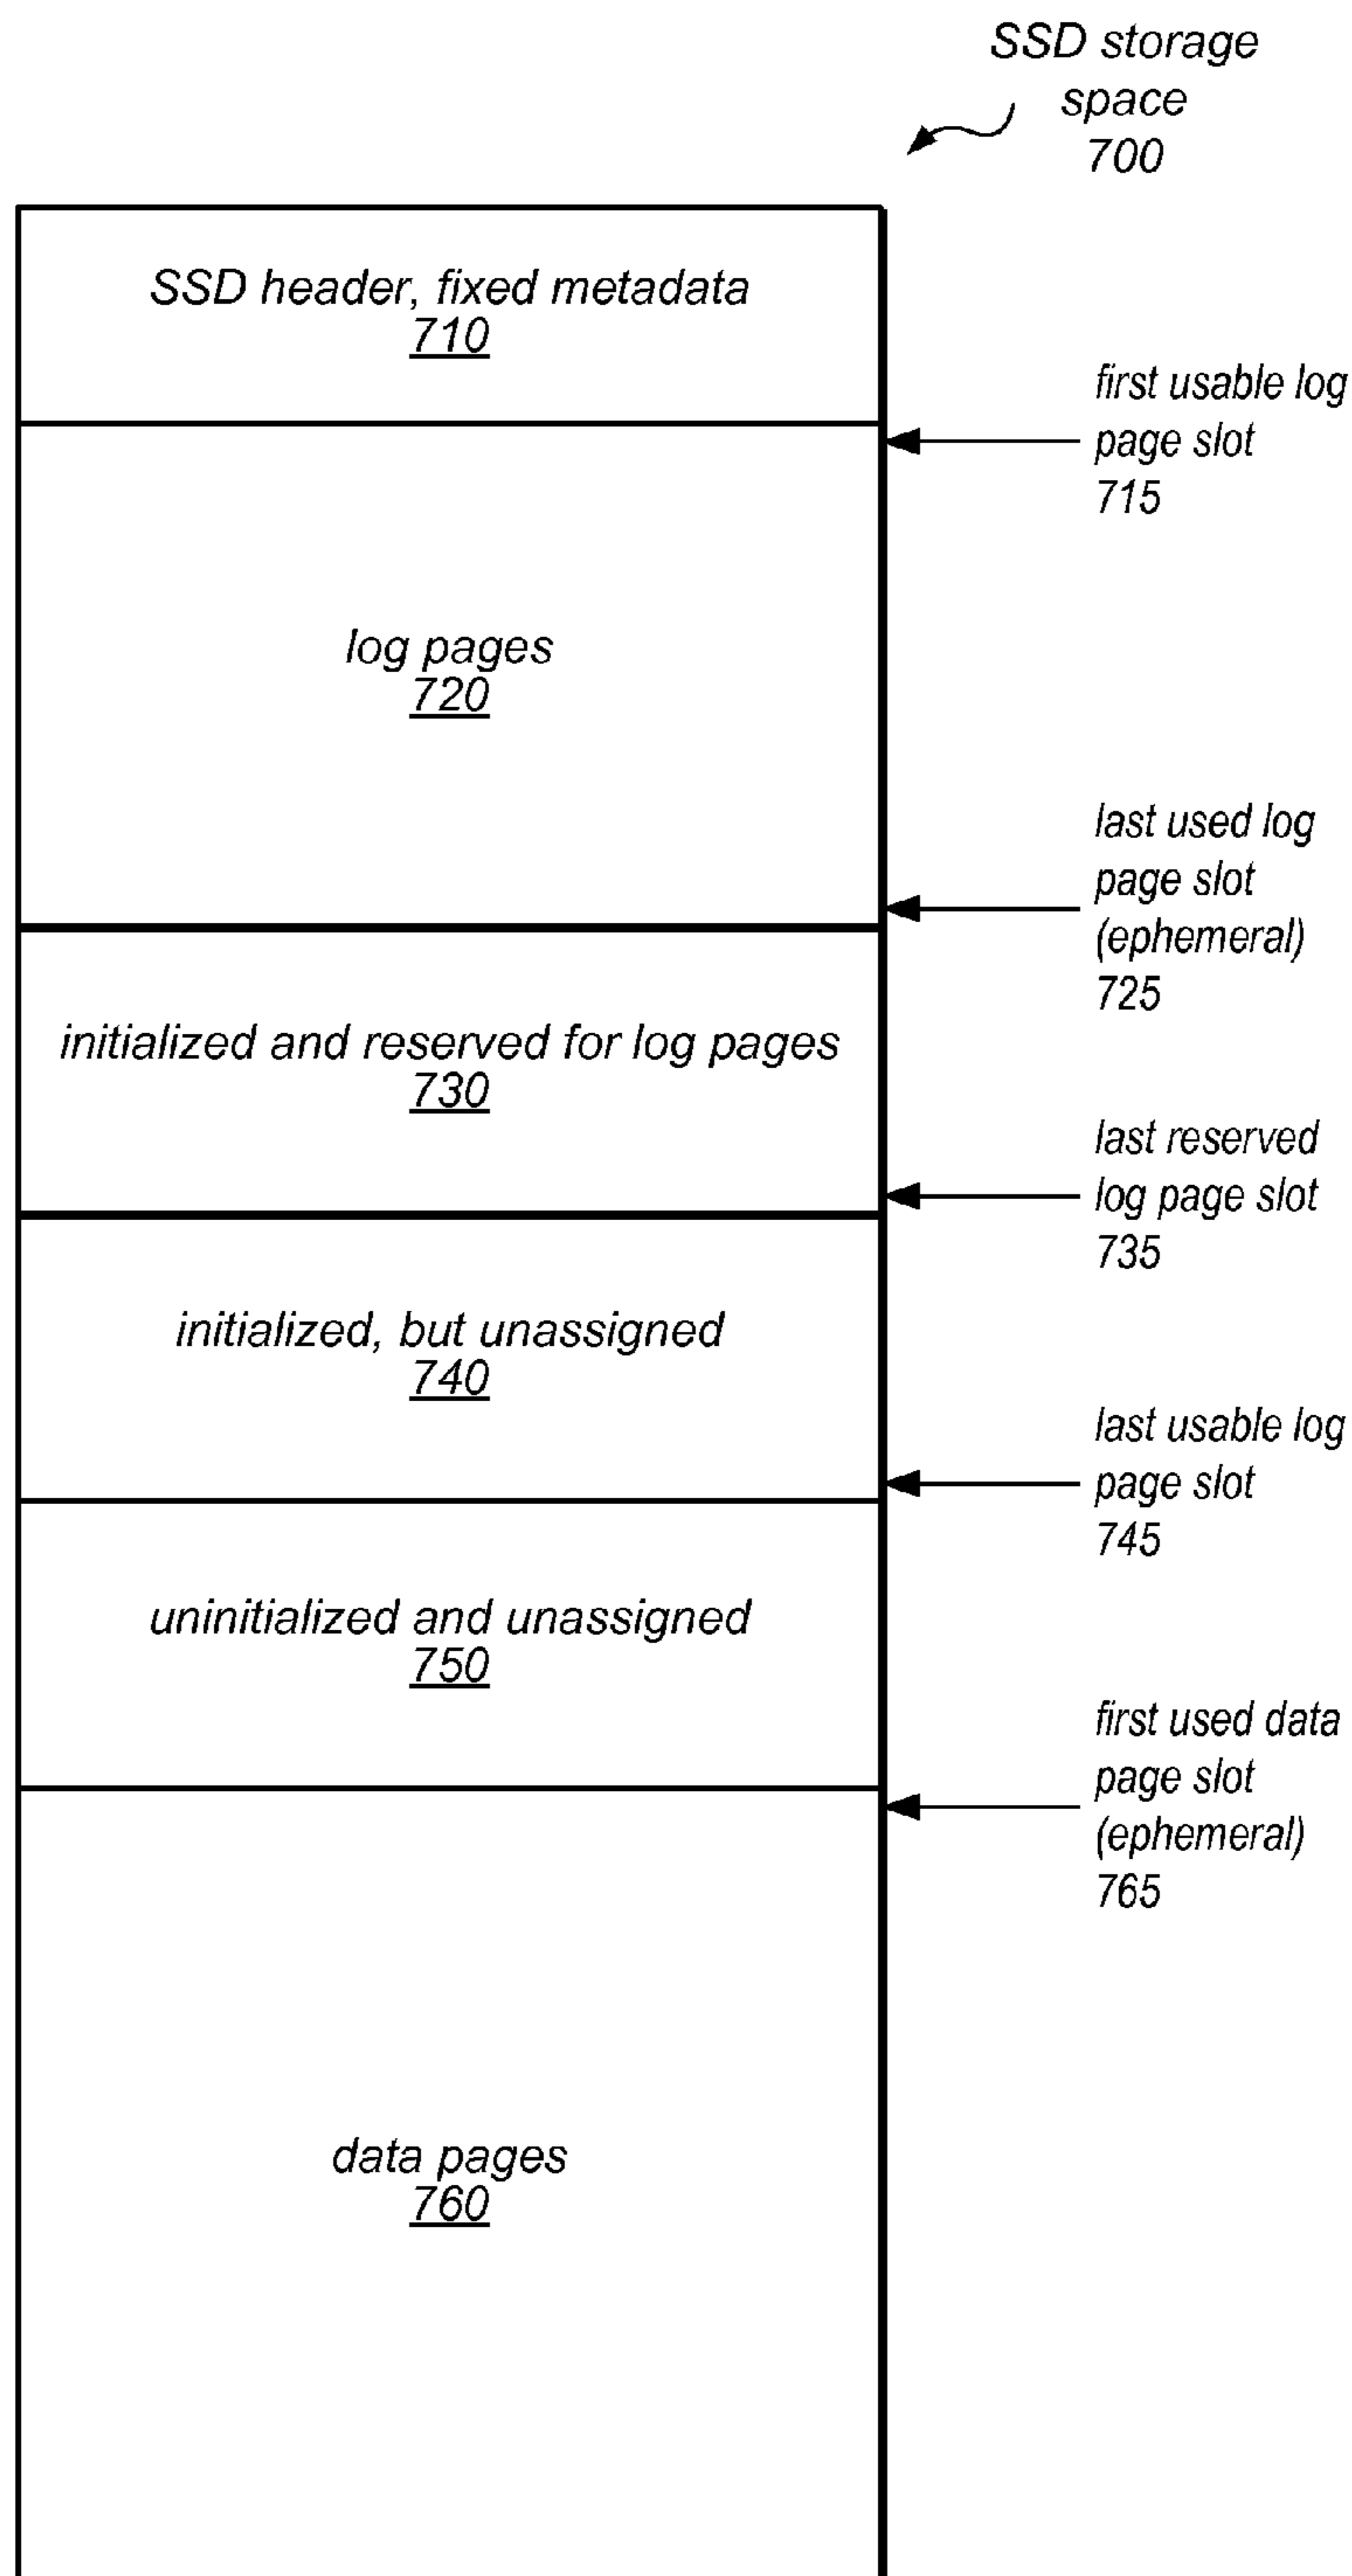 SSD storage
space
700
SSD header, fixed metadata
710
first usable log
page slot
715
log pages
720
last used log
page slot
(ephemeral)
725
initialized and reserved for log pages
730
last reserved
log page slot
735
initialized, but unassigned
740
last usable log
page slot
745
uninitialized and unassigned
750
first used data
page slot
(ephemeral)
765
data pages
760